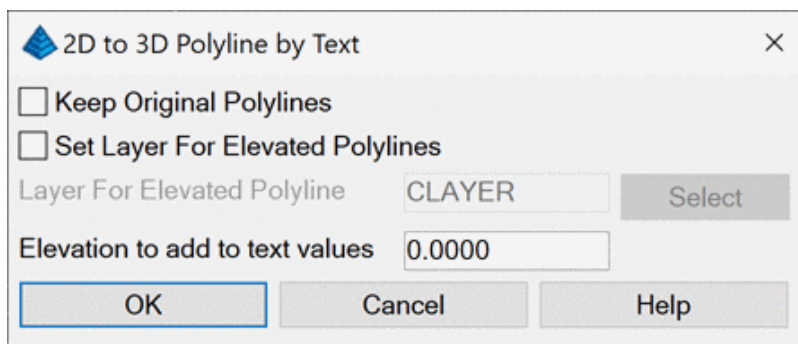 2D to 3D Polyline by Text
Keep Original Polylines
Set Layer For Elevated Polylines
Layer For Elevated Polyline CLAYER Select
Elevation to add to text values 0.0000
OK Cancel Help